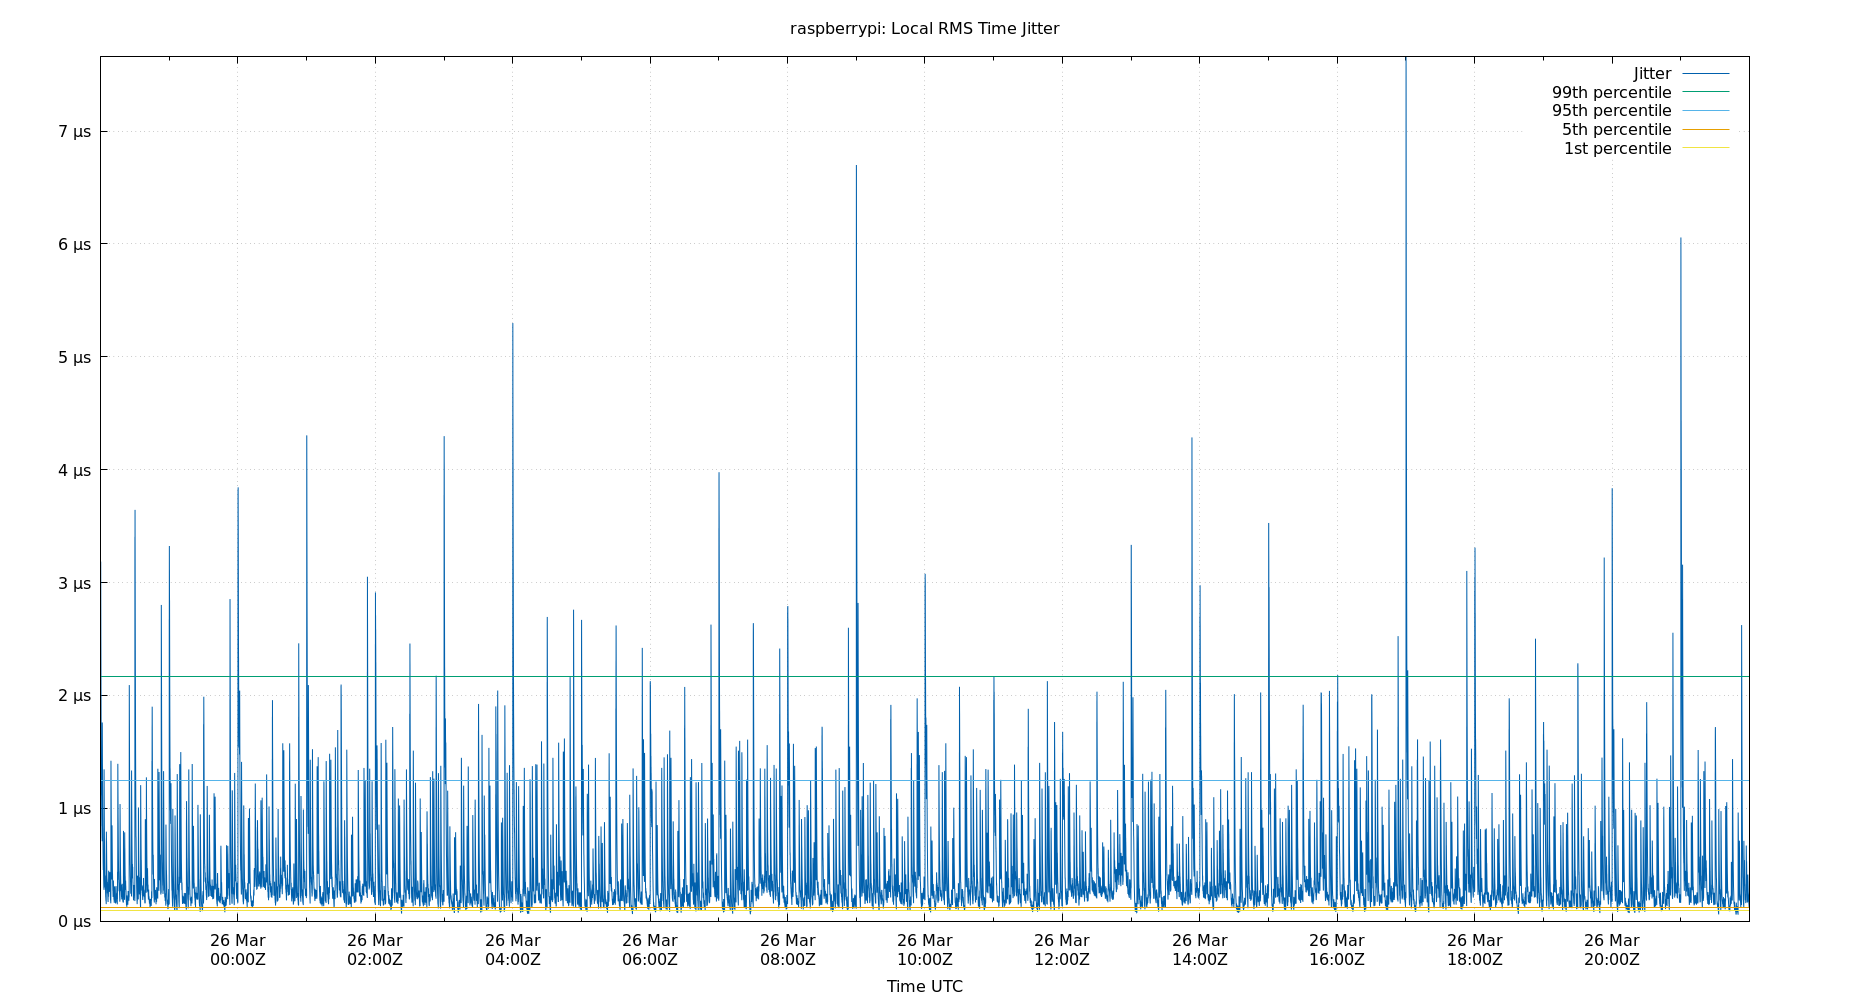 raspberrypi: Local RMS Time Jitter
Jitter
99th percentile
95th percentile
5th percentile
1st percentile
7 µs
6 µs
5 µs
4 µs
3 µs
2 µs
1 µs
0 µs
26 Mar 26 Mar 26 Mar 26 Mar 26 Mar 26 Mar 26 Mar 26 Mar 26 Mar 26 Mar 26 Mar
00:00Z 02:00Z 04:00Z 06:00Z 08:00Z 10:00Z 12:00Z 14:00Z 16:00Z 18:00Z 20:00Z
Time UTC